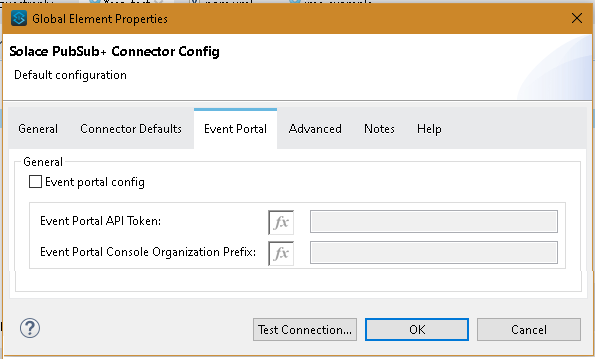 Global Element Properties
Solace PubSub+ Connector Config
Default configuration
General Connector Defaults Event Portal Advanced Notes Help
General
Event portal config
Event Portal API Token: fx
Event Portal Console Organization Prefix: fx
? Test Connection... OK Cancel